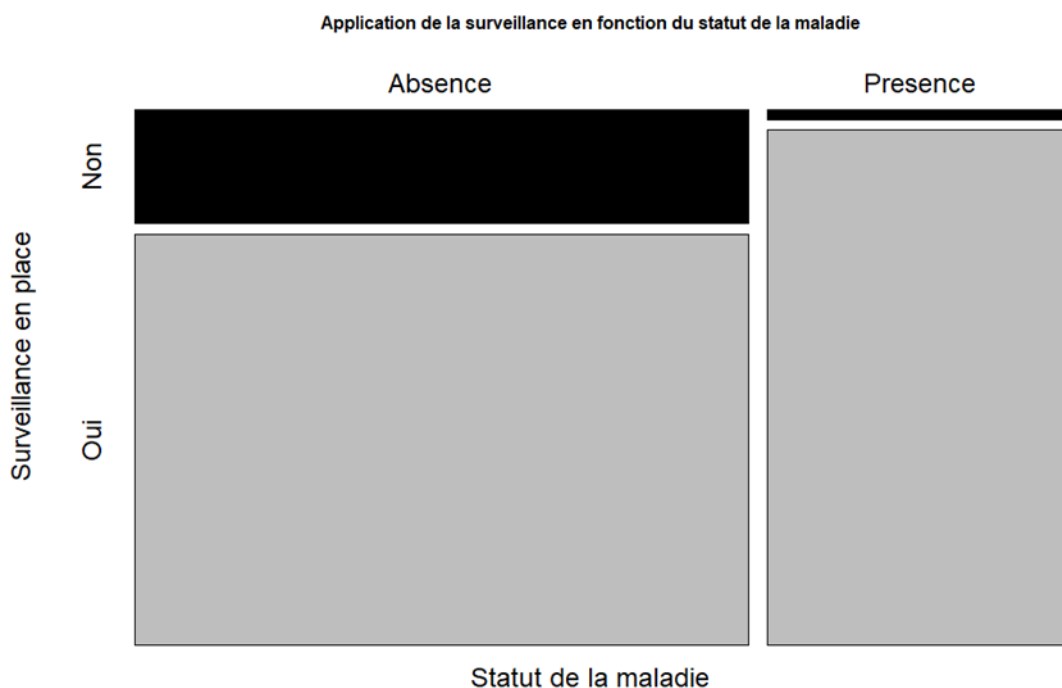 Application de la surveillance en fonction du statut de la maladie
Absence
Presence
Non
Oui
Surveillance en place
Statut de la maladie